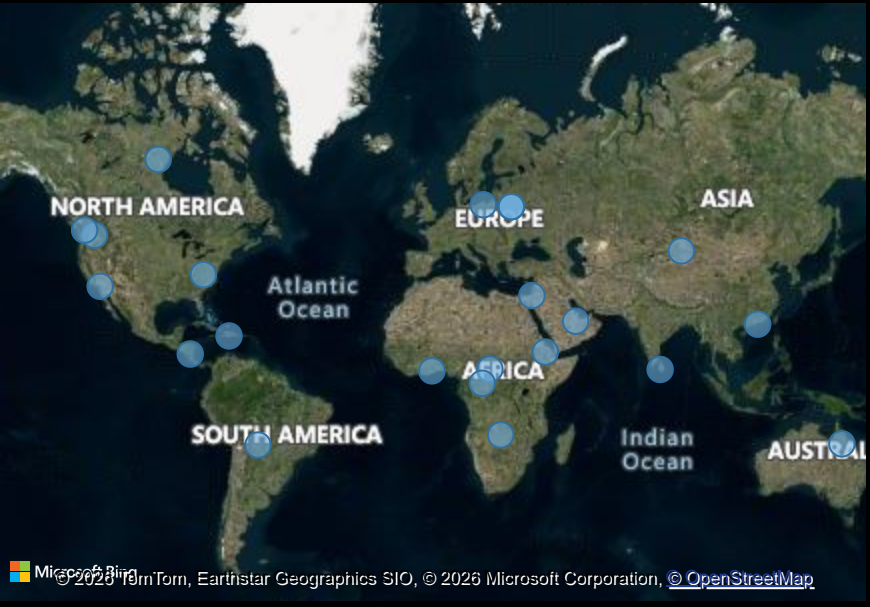 NORTH AMERICA
ASIA
EUROPE
Atlantic
Ocean
AFRICA
SOUTH AMERICA
Indian
Ocean
AUSTRAL
Microsoft Bing
© 2026 TomTom, Earthstar Geographics SIO, © 2026 Microsoft Corporation, © OpenStreetMap